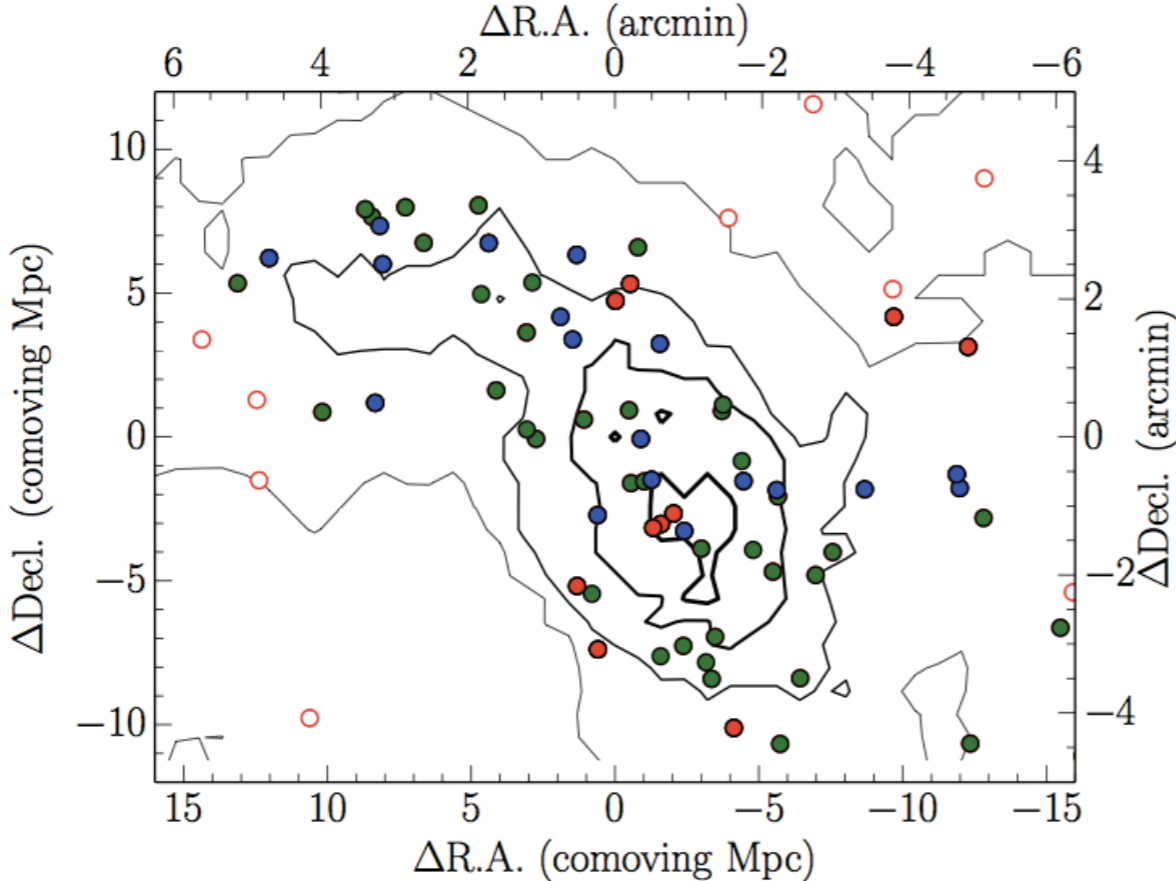 ΔR.A. (arcmin)
6 4 2 0 −2 −4 −6
10
5
0
−5
−10
ΔDecl. (comoving Mpc)
4
2
0
−2
−4
ΔDecl. (arcmin)
15 10 5 0 −5 −10 −15
ΔR.A. (comoving Mpc)